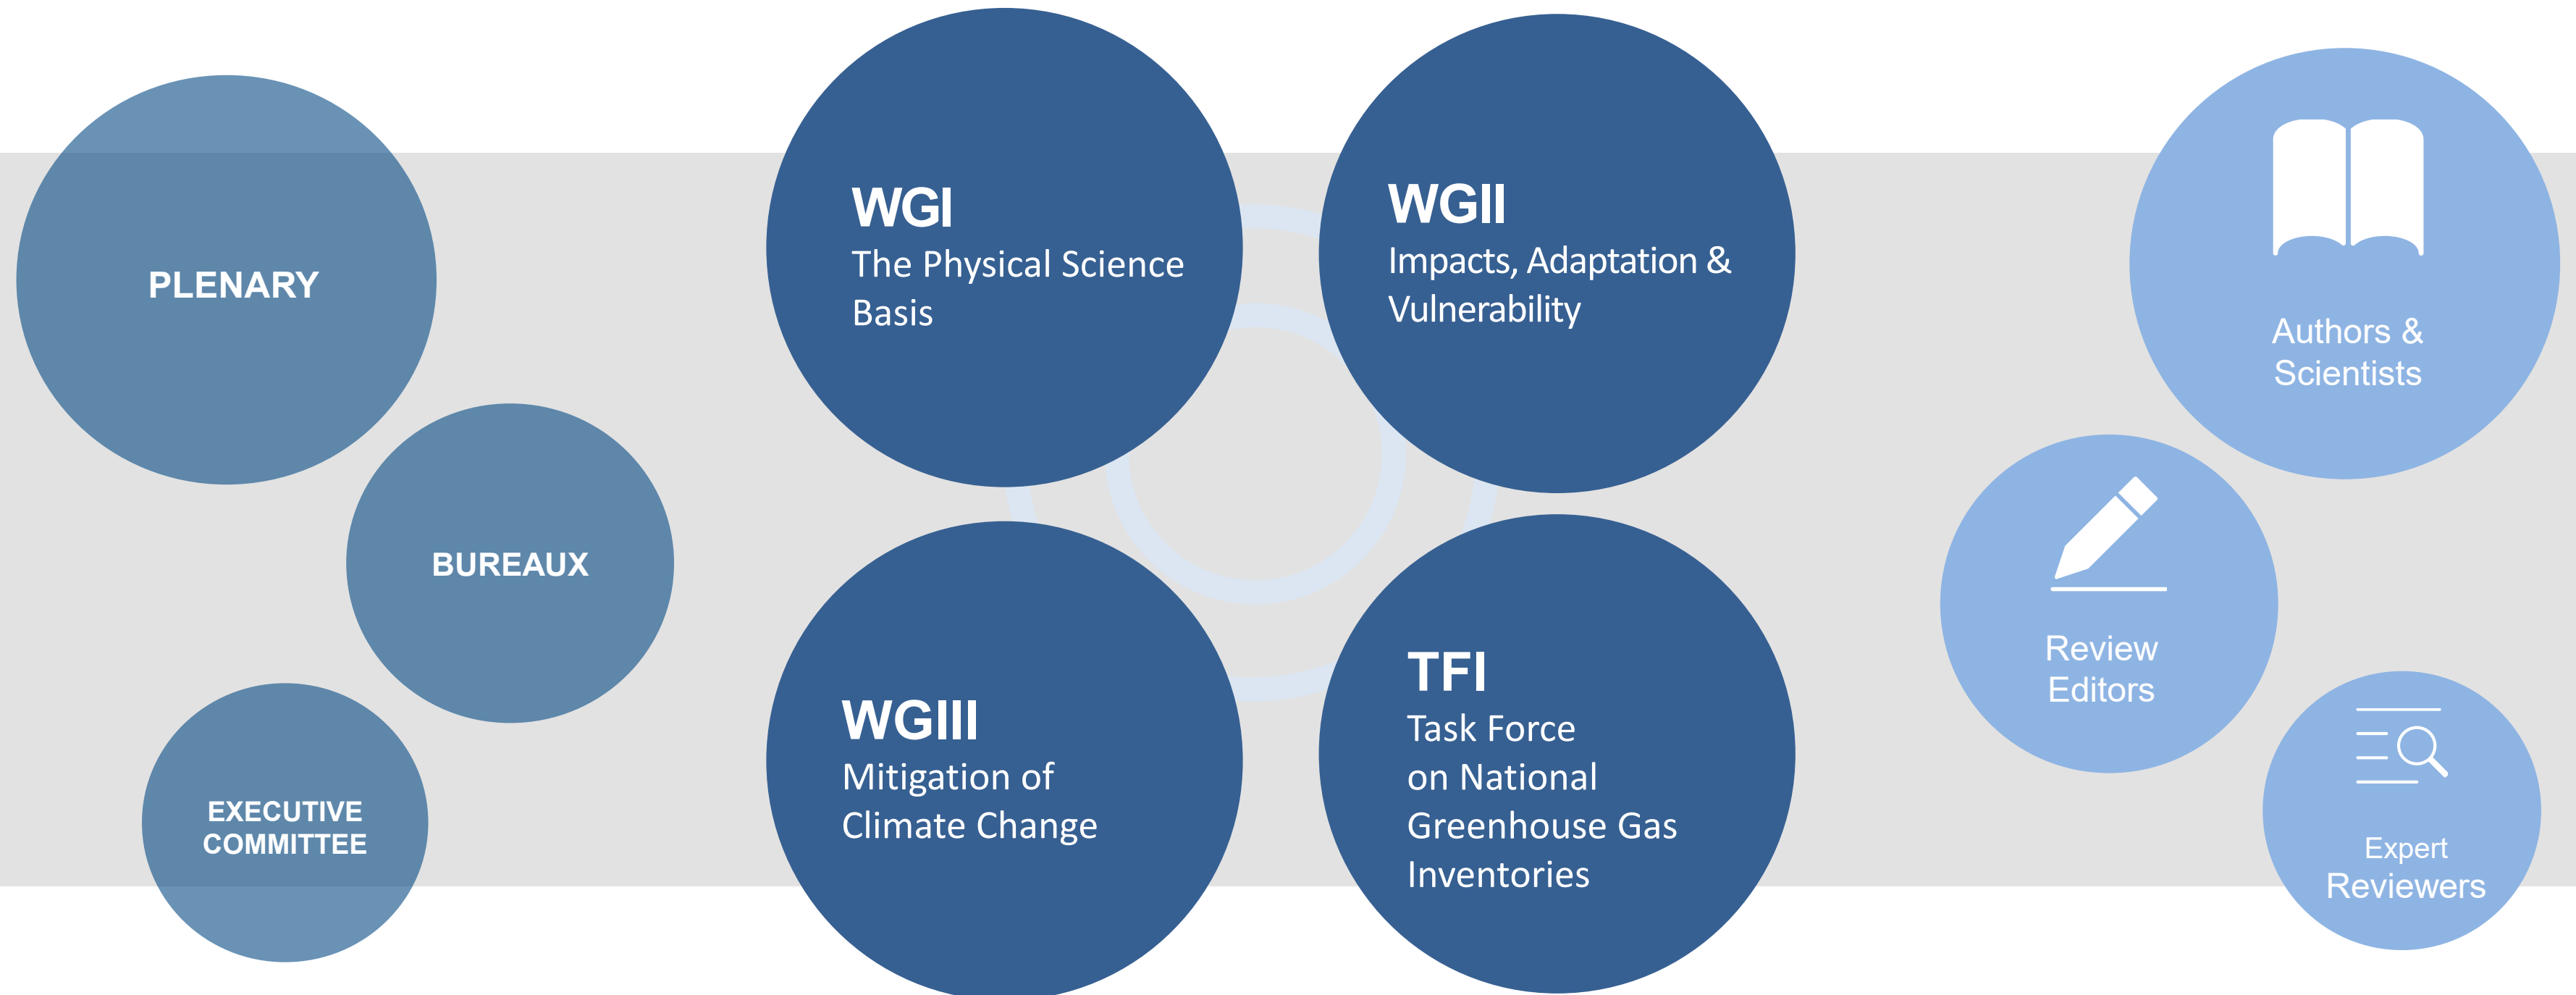 PLENARY
BUREAUX
EXECUTIVE
COMMITTEE
WGI
The Physical Science
Basis
WGII
Impacts, Adaptation &
Vulnerability
WGIII
Mitigation of
Climate Change
TFI
Task Force
on National
Greenhouse Gas
Inventories
Authors &
Scientists
Review
Editors
Expert
Reviewers